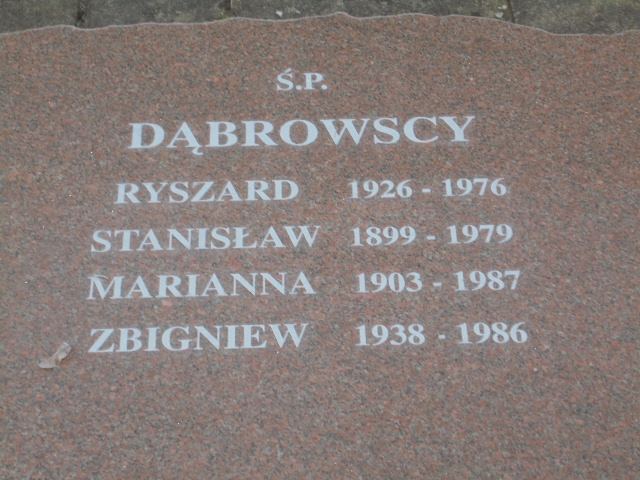 Ś.P.
DĄBROWSCY
RYSZARD 1926 - 1976
STANISŁAW 1899 - 1979
MARIANNA 1903 - 1987
ZBIGNIEW 1938 - 1986